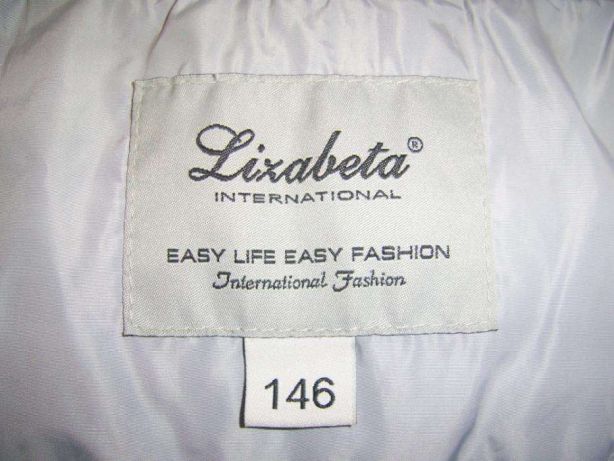 Lizabeta®
INTERNATIONAL
EASY LIFE EASY FASHION
International Fashion
146